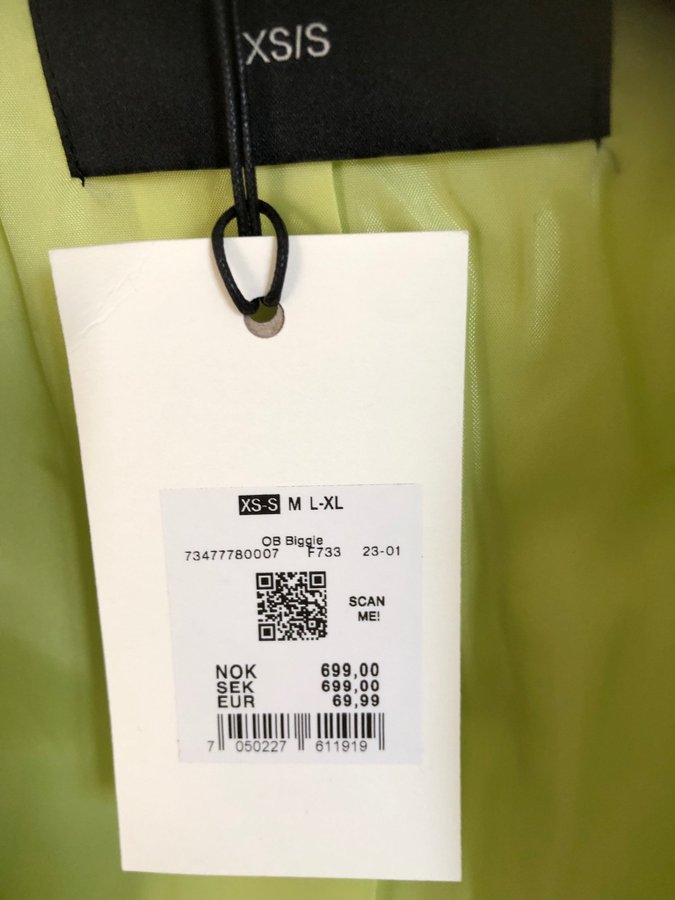 XS/S
XS-S M L-XL
OB Biggie
73477780007 F733 23-01
SCAN
ME!
NOK 699,00
SEK 699,00
EUR 69,99
7 050227 611919